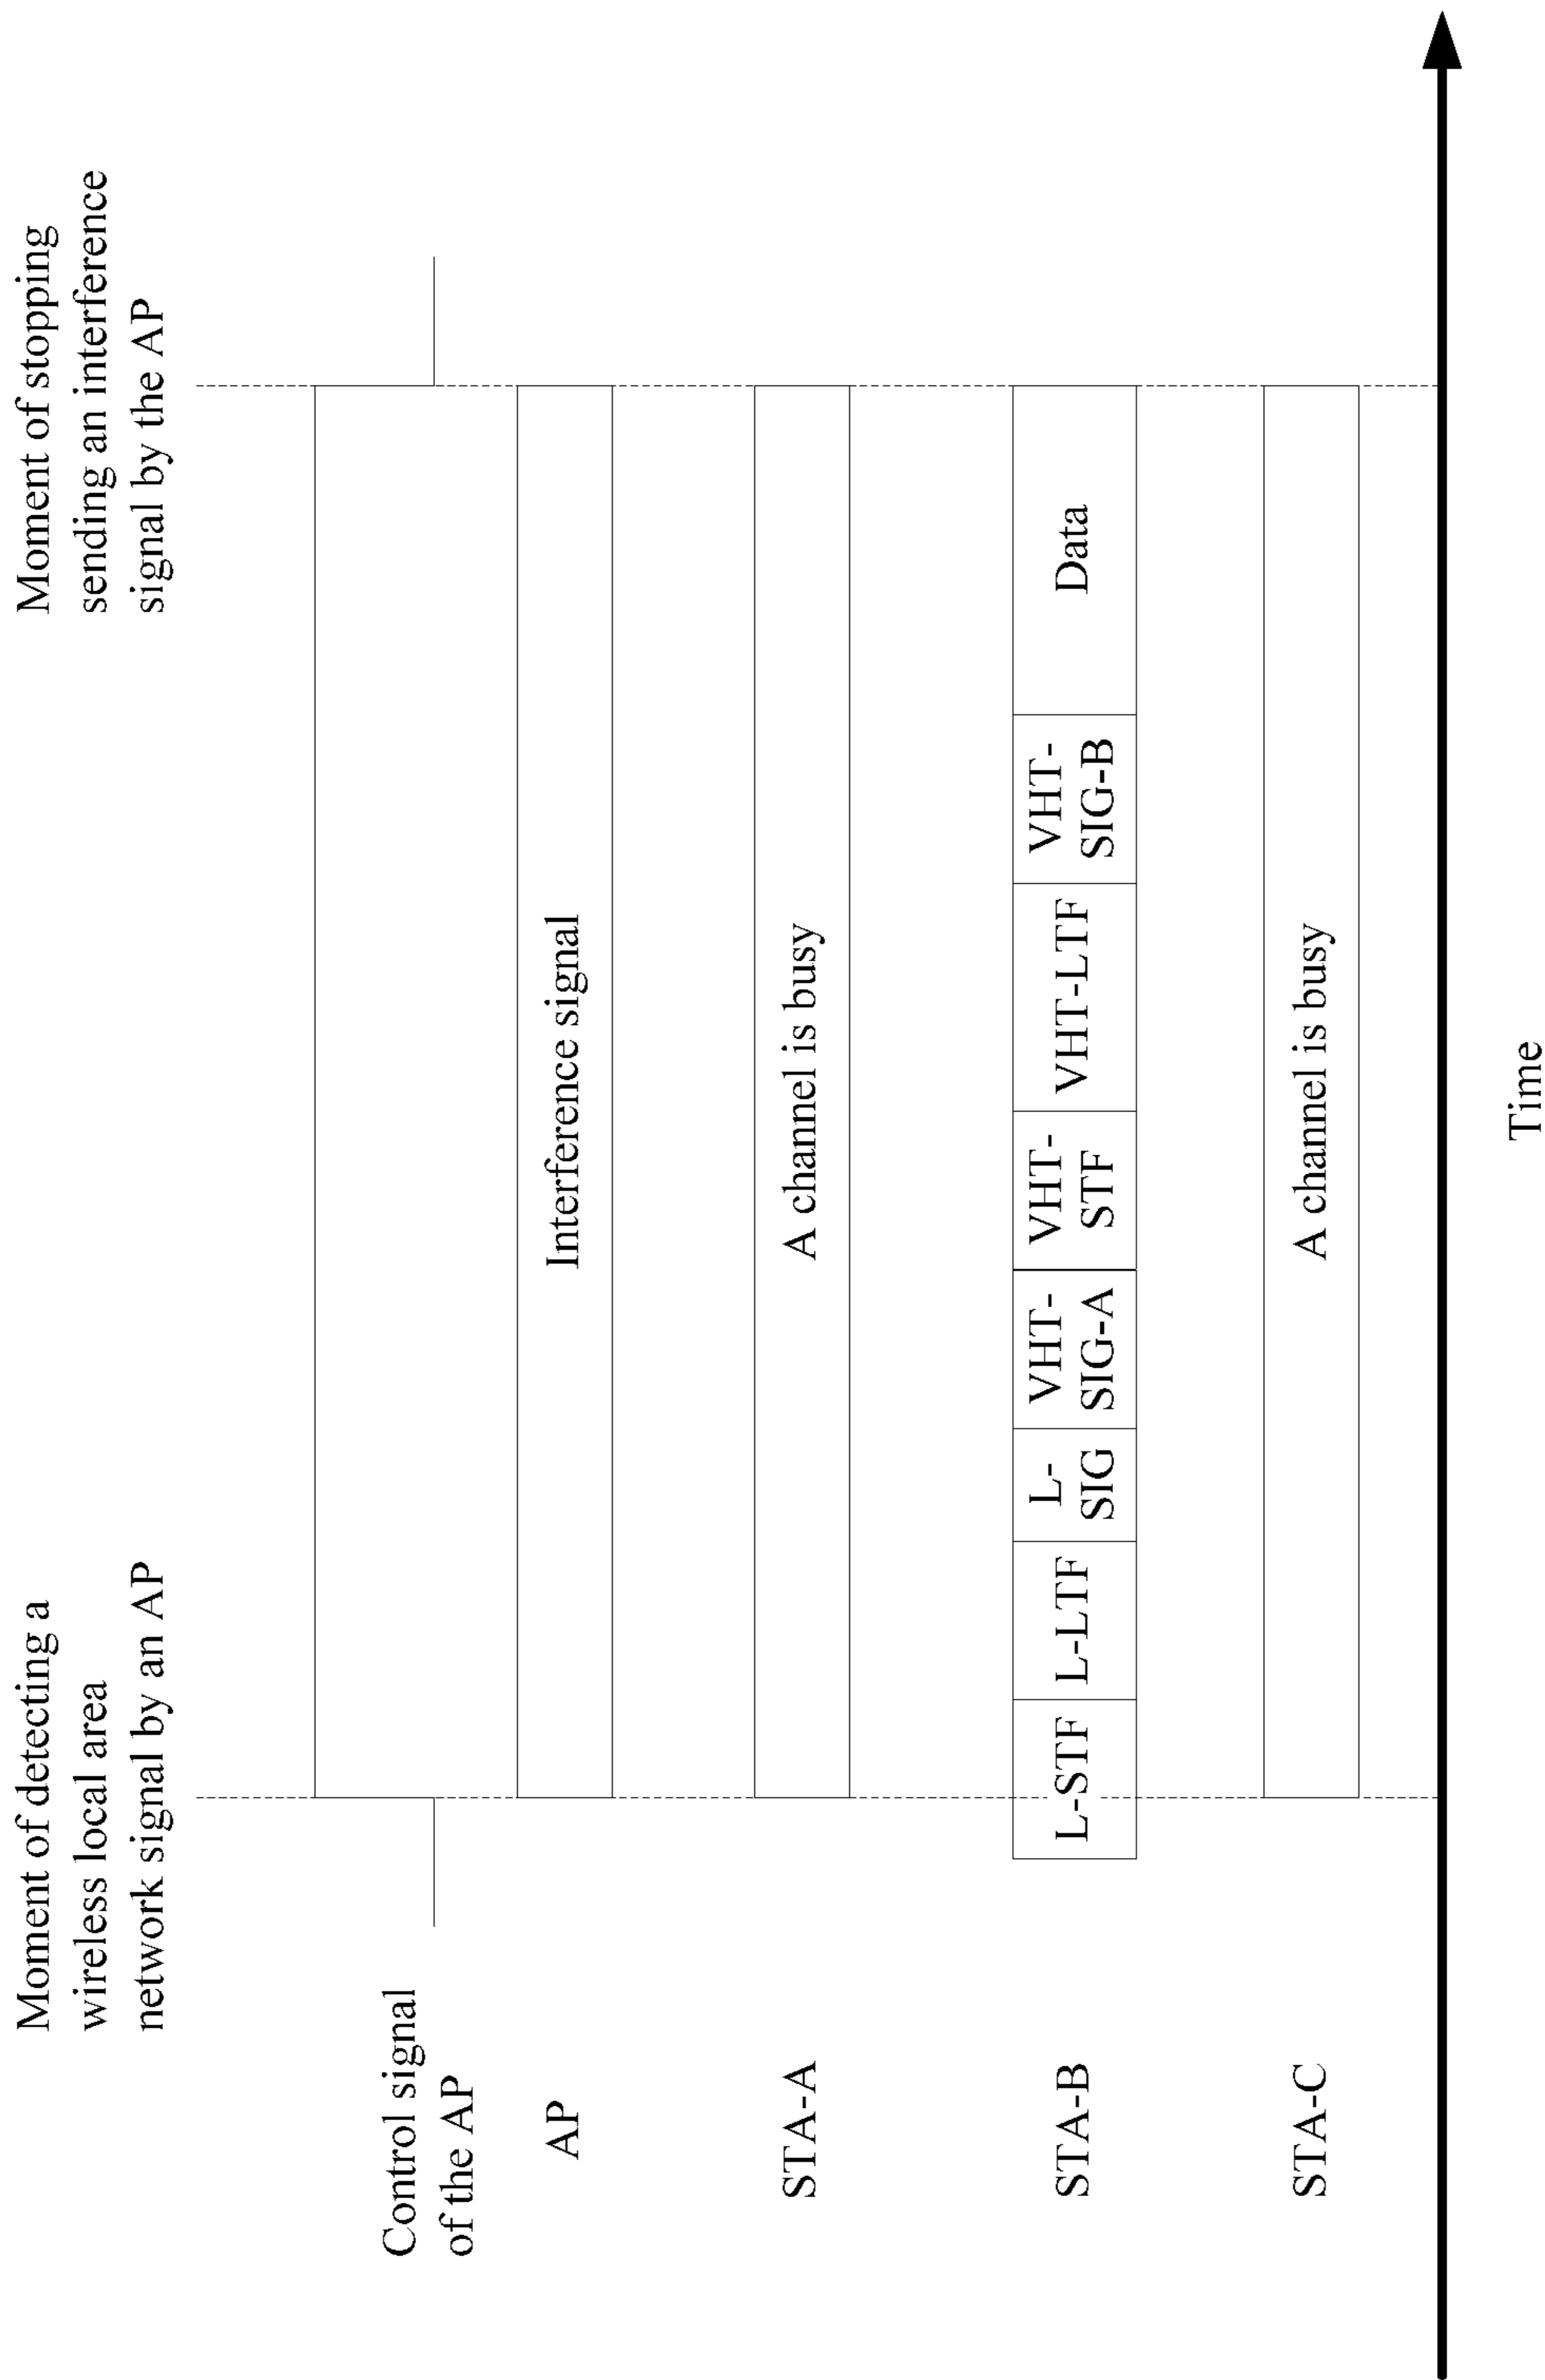 Moment of detecting a
wireless local area
network signal by an AP
Moment of stopping
sending an interference
signal by the AP
Control signal
of the AP
AP
Interference signal
STA-A
A channel is busy
STA-B
L-STF
L-LTF
L-
SIG
VHT-
SIG-A
VHT-
STF
VHT-LTF
VHT-
SIG-B
Data
STA-C
A channel is busy
Time